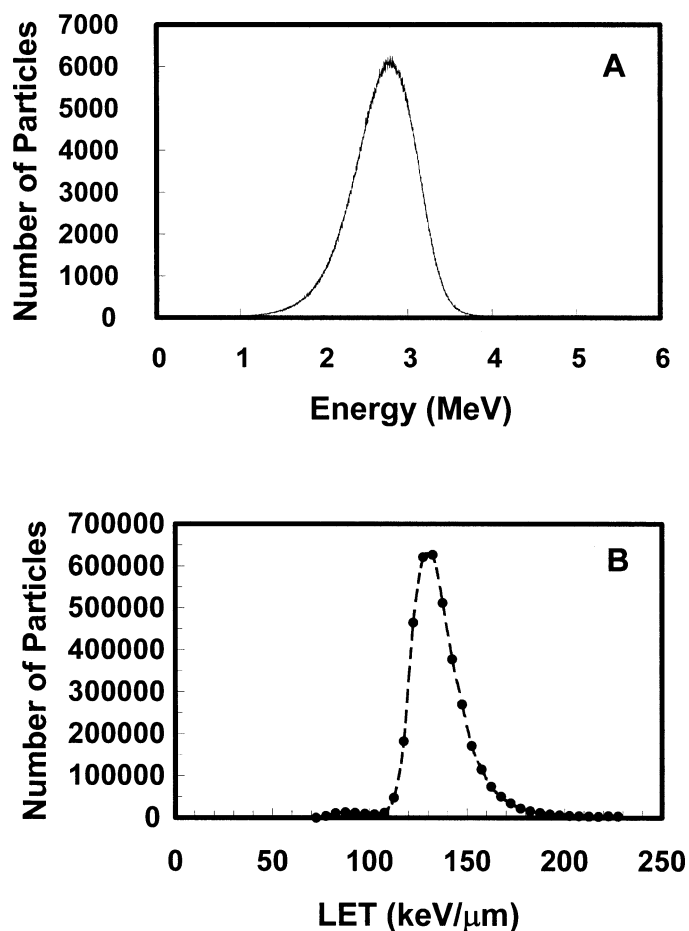 A
Number of Particles
7000
6000
5000
4000
3000
2000
1000
0
0 1 2 3 4 5 6
Energy (MeV)
B
Number of Particles
700000
600000
500000
400000
300000
200000
100000
0
0 50 100 150 200 250
LET (keV/μm)